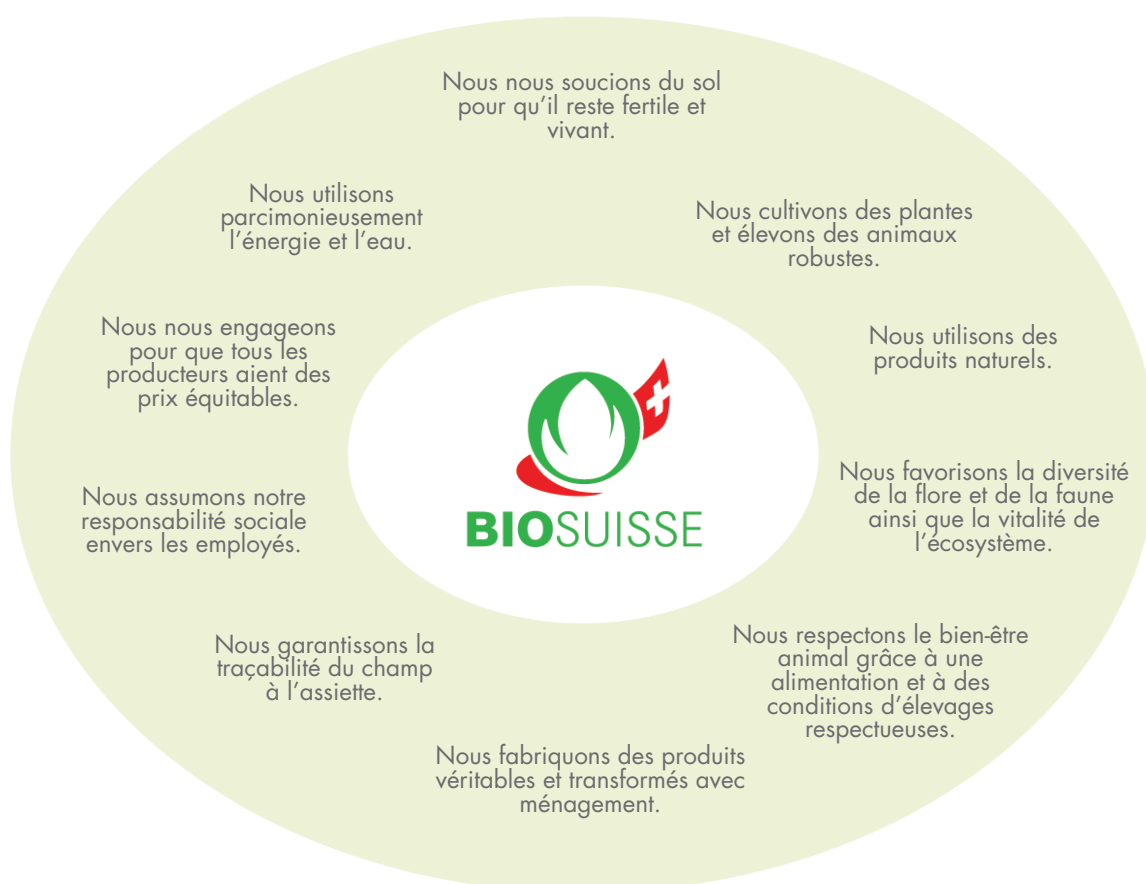 Nous nous soucions du sol
pour qu’il reste fertile et
vivant.
Nous utilisons
parcimonieusement
l’énergie et l’eau.
Nous cultivons des plantes
et élevons des animaux
robustes.
Nous nous engageons
pour que tous les
producteurs aient des
prix équitables.
Nous utilisons des
produits naturels.
BIOSUISSE
Nous assumons notre
responsabilité sociale
envers les employés.
Nous favorisons la diversité
de la flore et de la faune
ainsi que la vitalité de
l’écosystème.
Nous garantissons la
traçabilité du champ
à l’assiette.
Nous respectons le bien-être
animal grâce à une
alimentation et à des
conditions d’élevages
respectueuses.
Nous fabriquons des produits
véritables et transformés avec
ménagement.